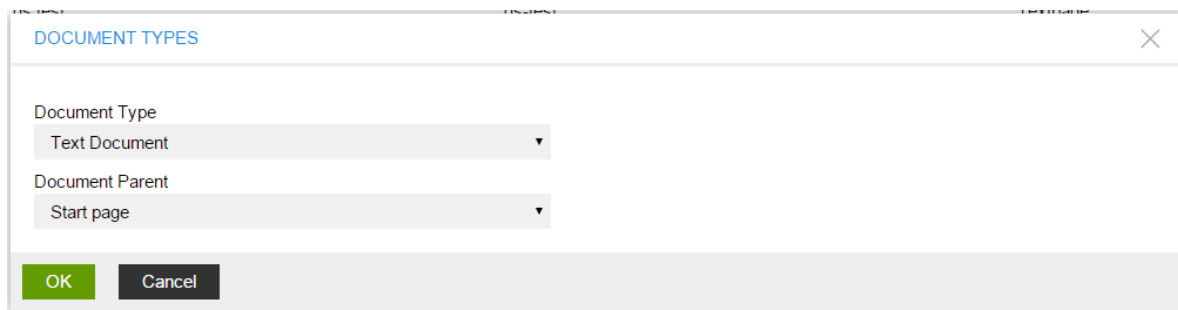 DOCUMENT TYPES
Document Type
Text Document
Document Parent
Start page
OK Cancel